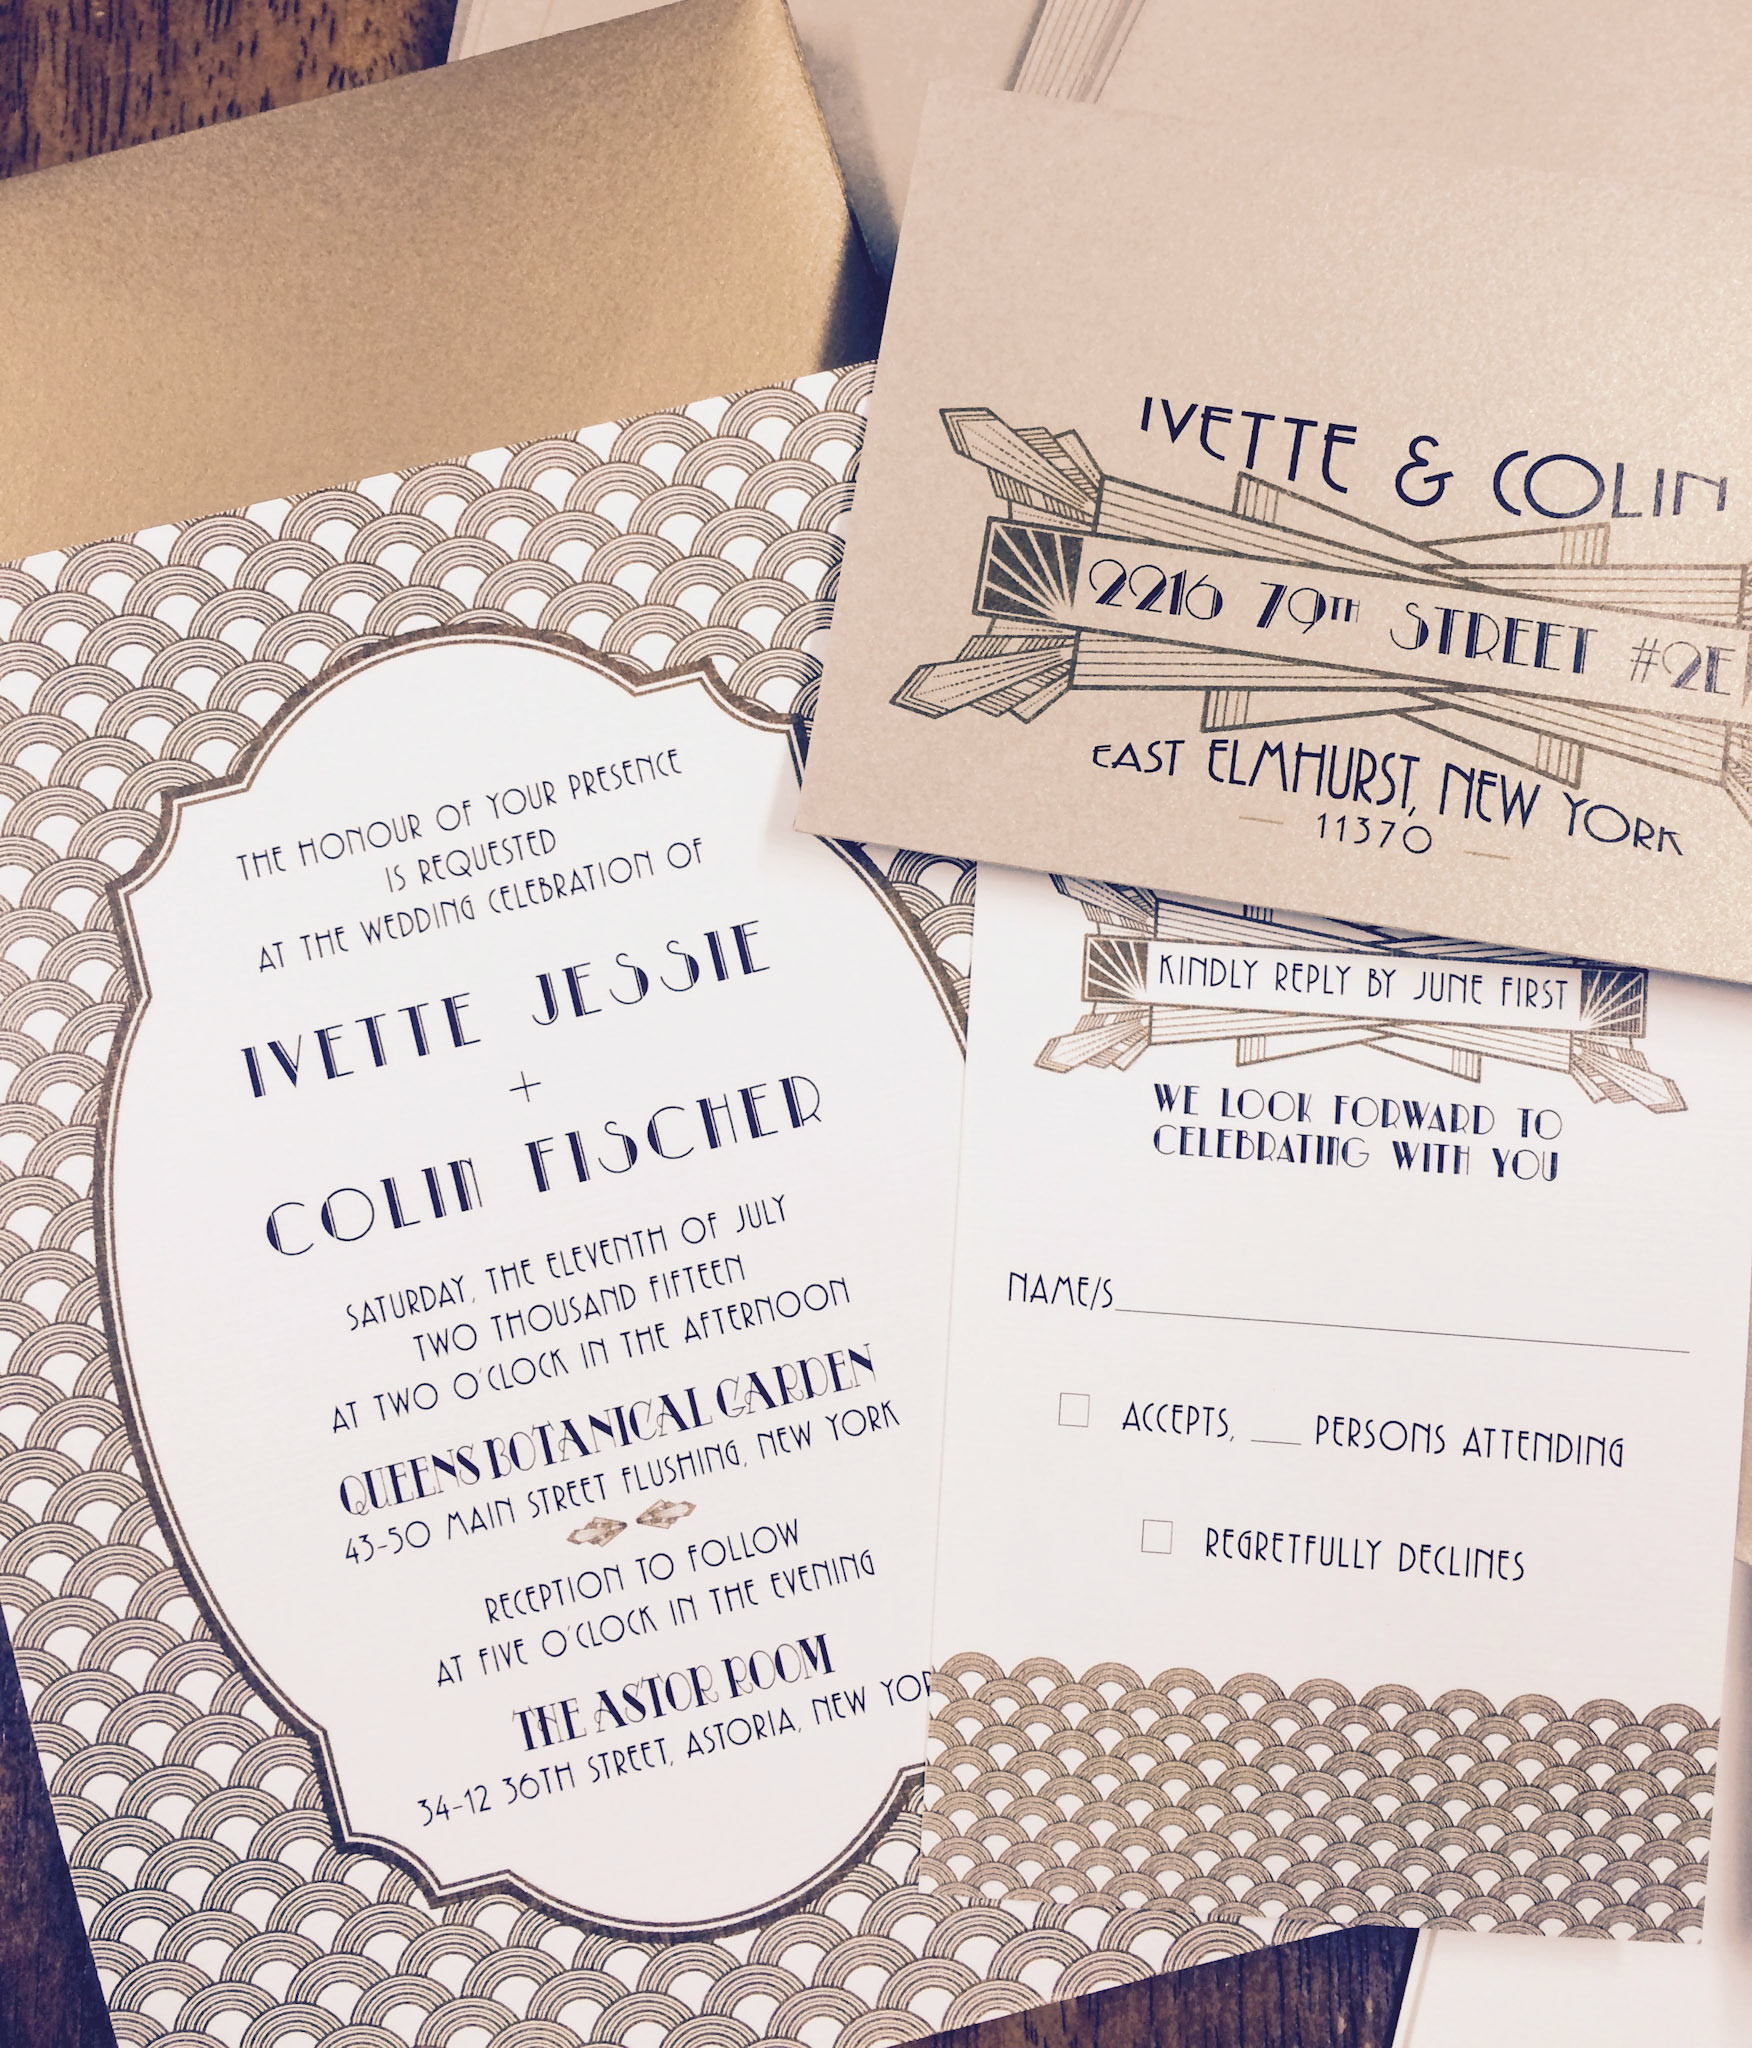 THE HONOUR OF YOUR PRESENCE
IS REQUESTED
AT THE WEDDING CELEBRATION OF
IVETTE JESSIE
+
COLIN FISCHER
SATURDAY, THE ELEVENTH OF JULY
TWO THOUSAND FIFTEEN
AT TWO O'CLOCK IN THE AFTERNOON
QUEENS BOTANICAL GARDEN
43-50 MAIN STREET FLUSHING, NEW YORK
RECEPTION TO FOLLOW
AT FIVE O'CLOCK IN THE EVENING
THE ASTOR ROOM
34-12 36TH STREET, ASTORIA, NEW YOR
IVETTE & COLIN
2216 79TH STREET #2E
EAST ELMHURST, NEW YORK
11370
KINDLY REPLY BY JUNE FIRST
WE LOOK FORWARD TO
CELEBRATING WITH YOU
NAME/S
ACCEPTS, ___ PERSONS ATTENDING
REGRETFULLY DECLINES